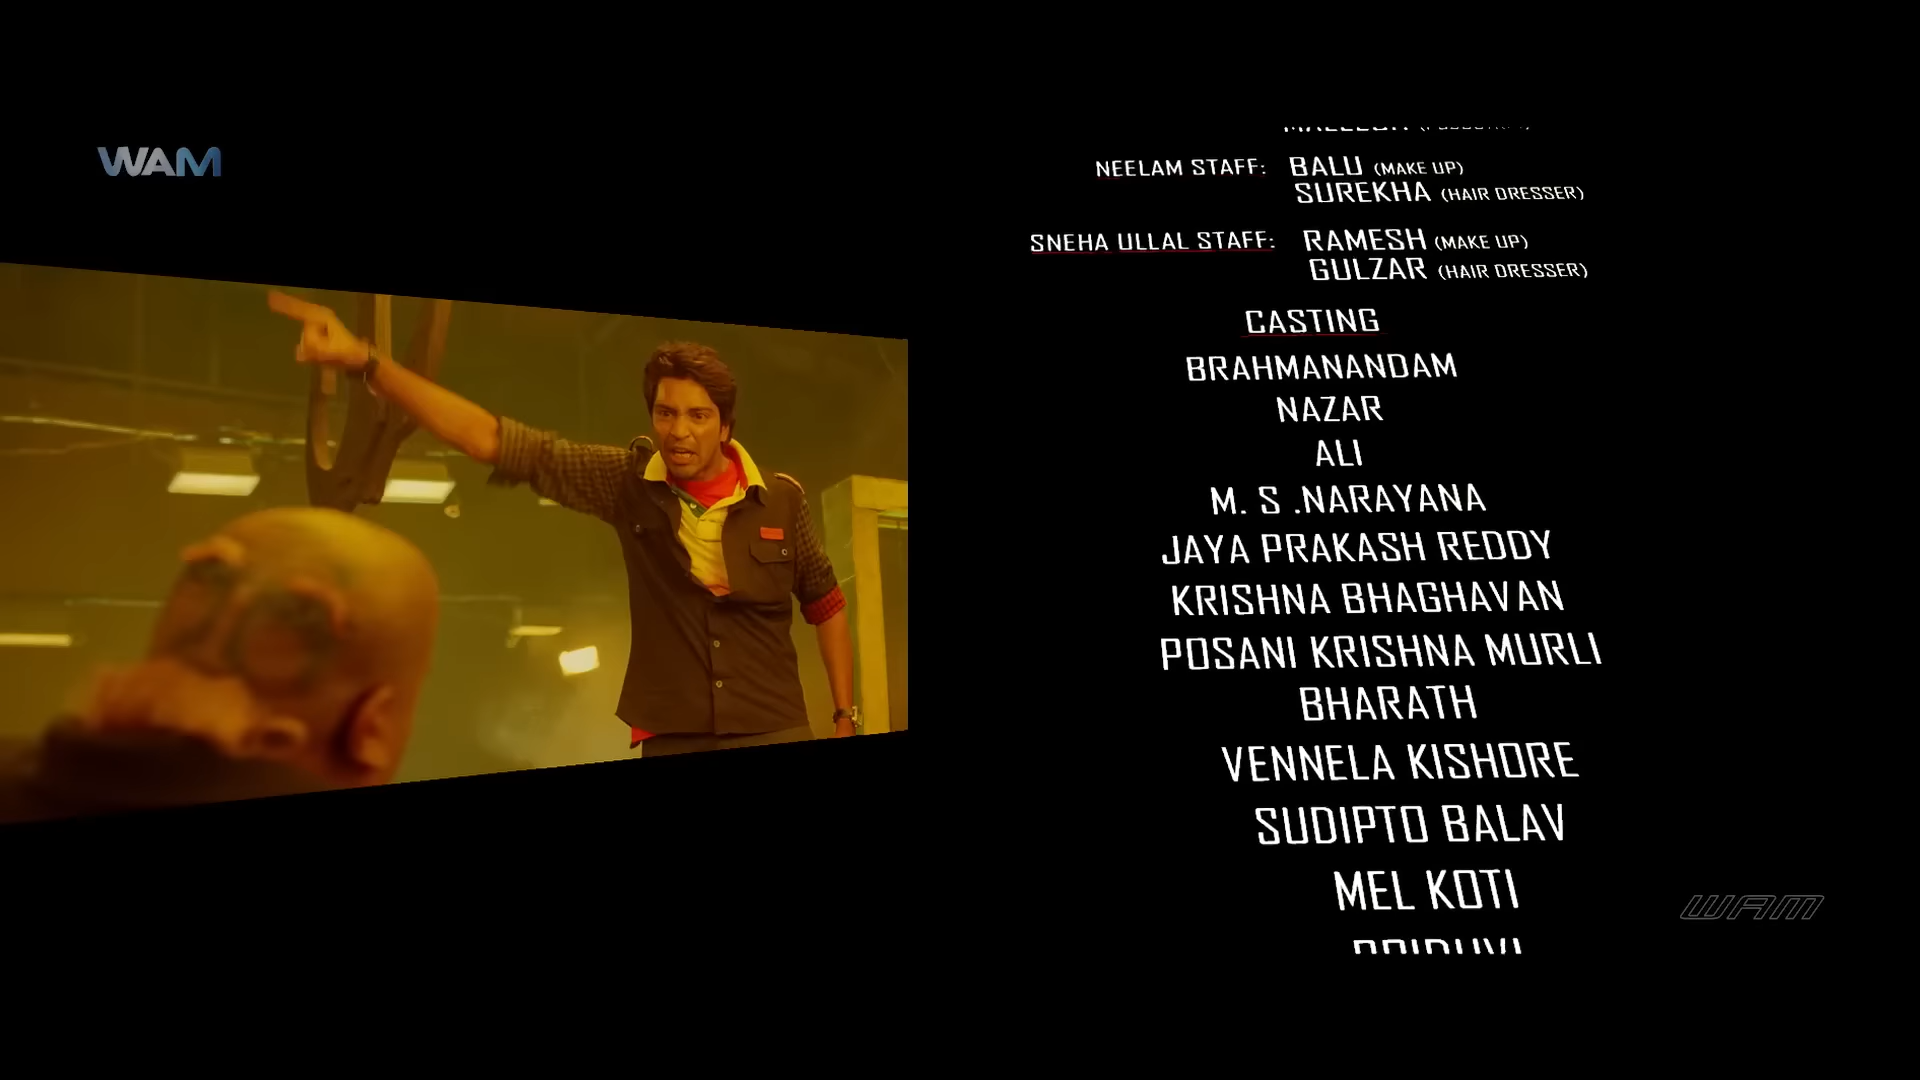 WAM
NEELAM STAFF: BALU (MAKE UP)
SUREKHA (HAIR DRESSER)
SNEHA ULLAL STAFF: RAMESH (MAKE UP)
GULZAR (HAIR DRESSER)
CASTING
BRAHMANANDAM
NAZAR
ALI
M. S .NARAYANA
JAYA PRAKASH REDDY
KRISHNA BHAGHAVAN
POSANI KRISHNA MURLI
BHARATH
VENNELA KISHORE
SUDIPTO BALAV
MEL KOTI
WAM